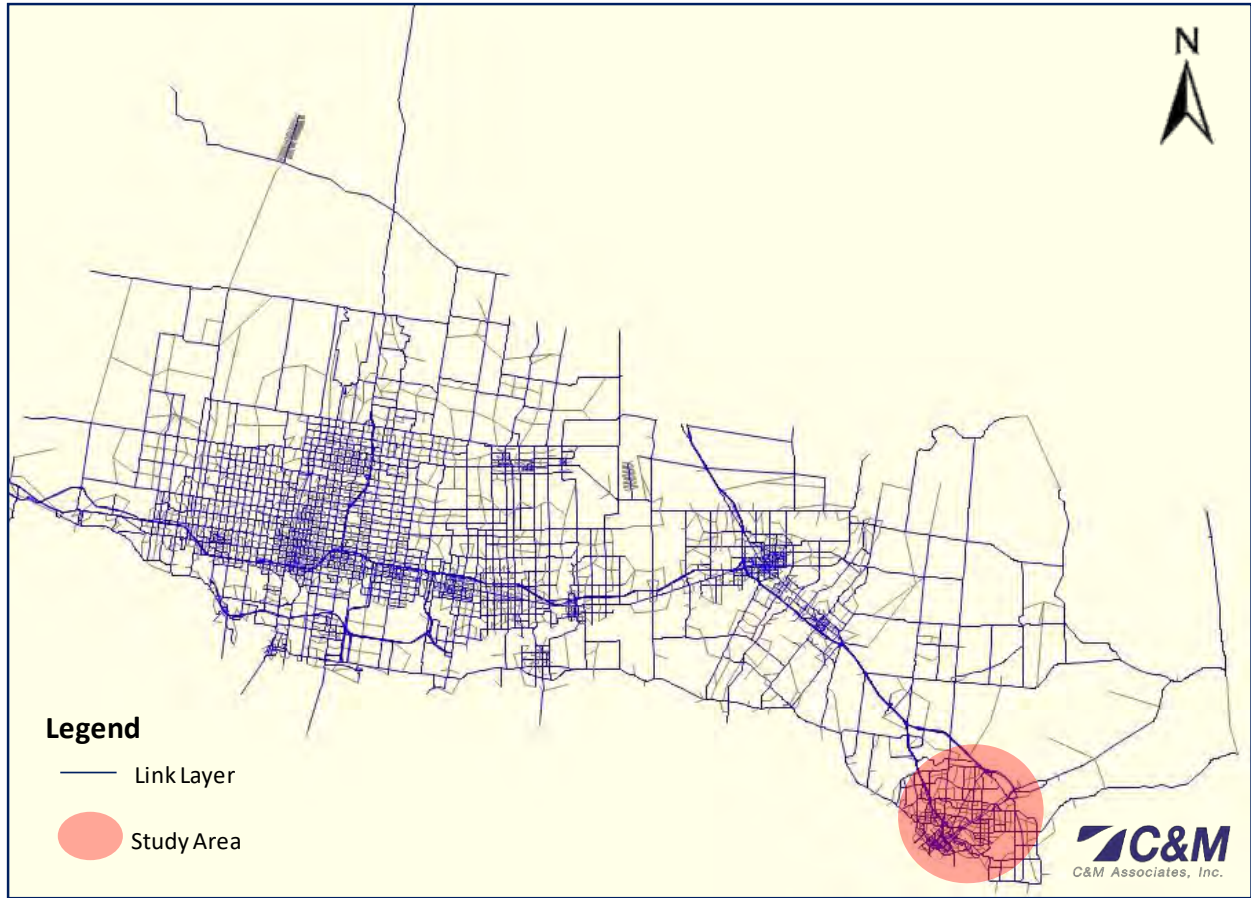 N
Legend
Link Layer
Study Area
C&M
C&M Associates, Inc.